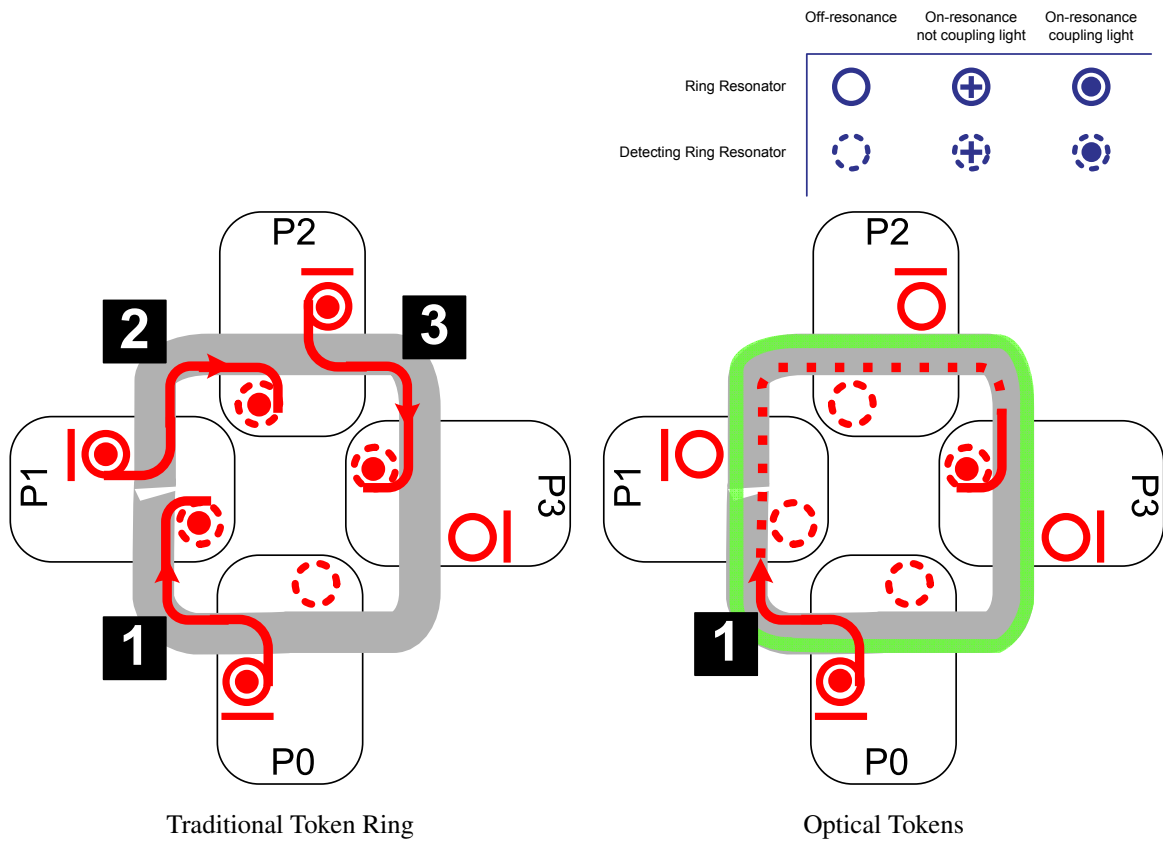 Off-resonance
On-resonance
not coupling light
On-resonance
coupling light
Ring Resonator
Detecting Ring Resonator
P2
2
3
P1
P3
1
P0
Traditional Token Ring
P2
P1
P3
1
P0
Optical Tokens